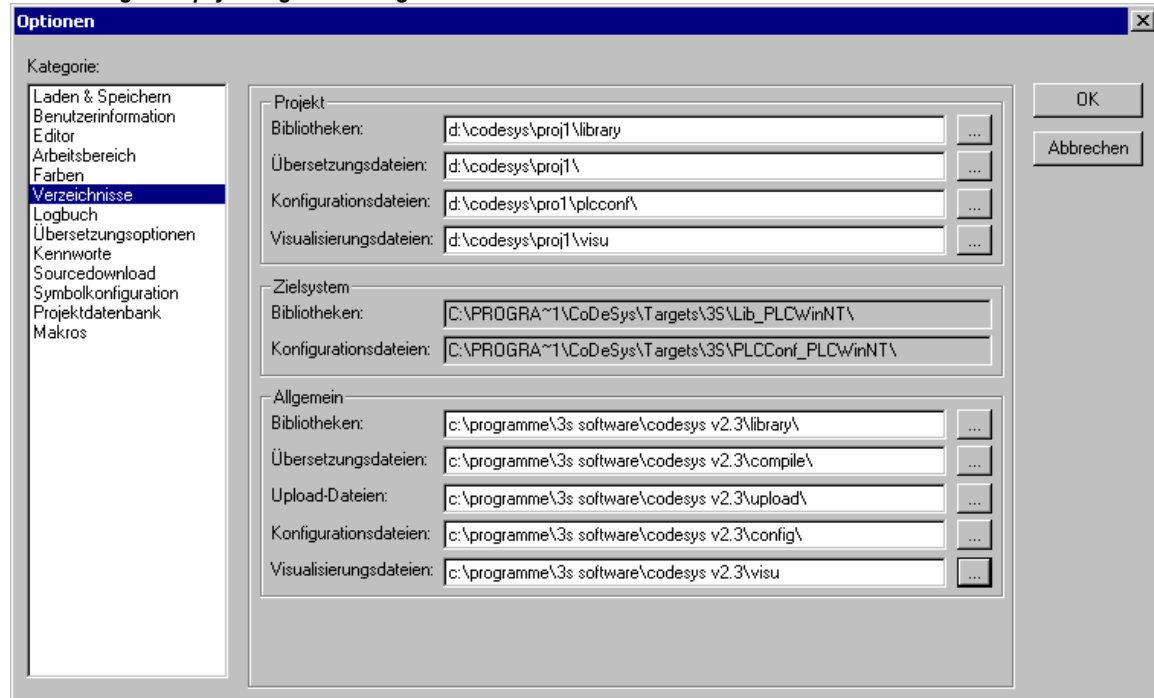 Optionen
Kategorie:
Laden & Speichern
Benutzerinformation
Editor
Arbeitsbereich
Farben
Verzeichnisse
Logbuch
Übersetzungsoptionen
Kennworte
Sourcedownload
Symbolkonfiguration
Projektdatenbank
Makros
Projekt
Bibliotheken: d:\codesys\proj1\library ...
Übersetzungsdateien: d:\codesys\proj1\ ...
Konfigurationsdateien: d:\codesys\pro1\plcconf\ ...
Visualisierungsdateien: d:\codesys\proj1\visu ...
Zielsystem
Bibliotheken: C:\PROGRA~1\CoDeSys\Targets\3S\Lib_PLCWinNT\
Konfigurationsdateien: C:\PROGRA~1\CoDeSys\Targets\3S\PLCConf_PLCWinNT\
Allgemein
Bibliotheken: c:\programme\3s software\codesys v2.3\library\ ...
Übersetzungsdateien: c:\programme\3s software\codesys v2.3\compile\ ...
Upload-Dateien: c:\programme\3s software\codesys v2.3\upload\ ...
Konfigurationsdateien: c:\programme\3s software\codesys v2.3\config\ ...
Visualisierungsdateien: c:\programme\3s software\codesys v2.3\visu ...
OK
Abbrechen